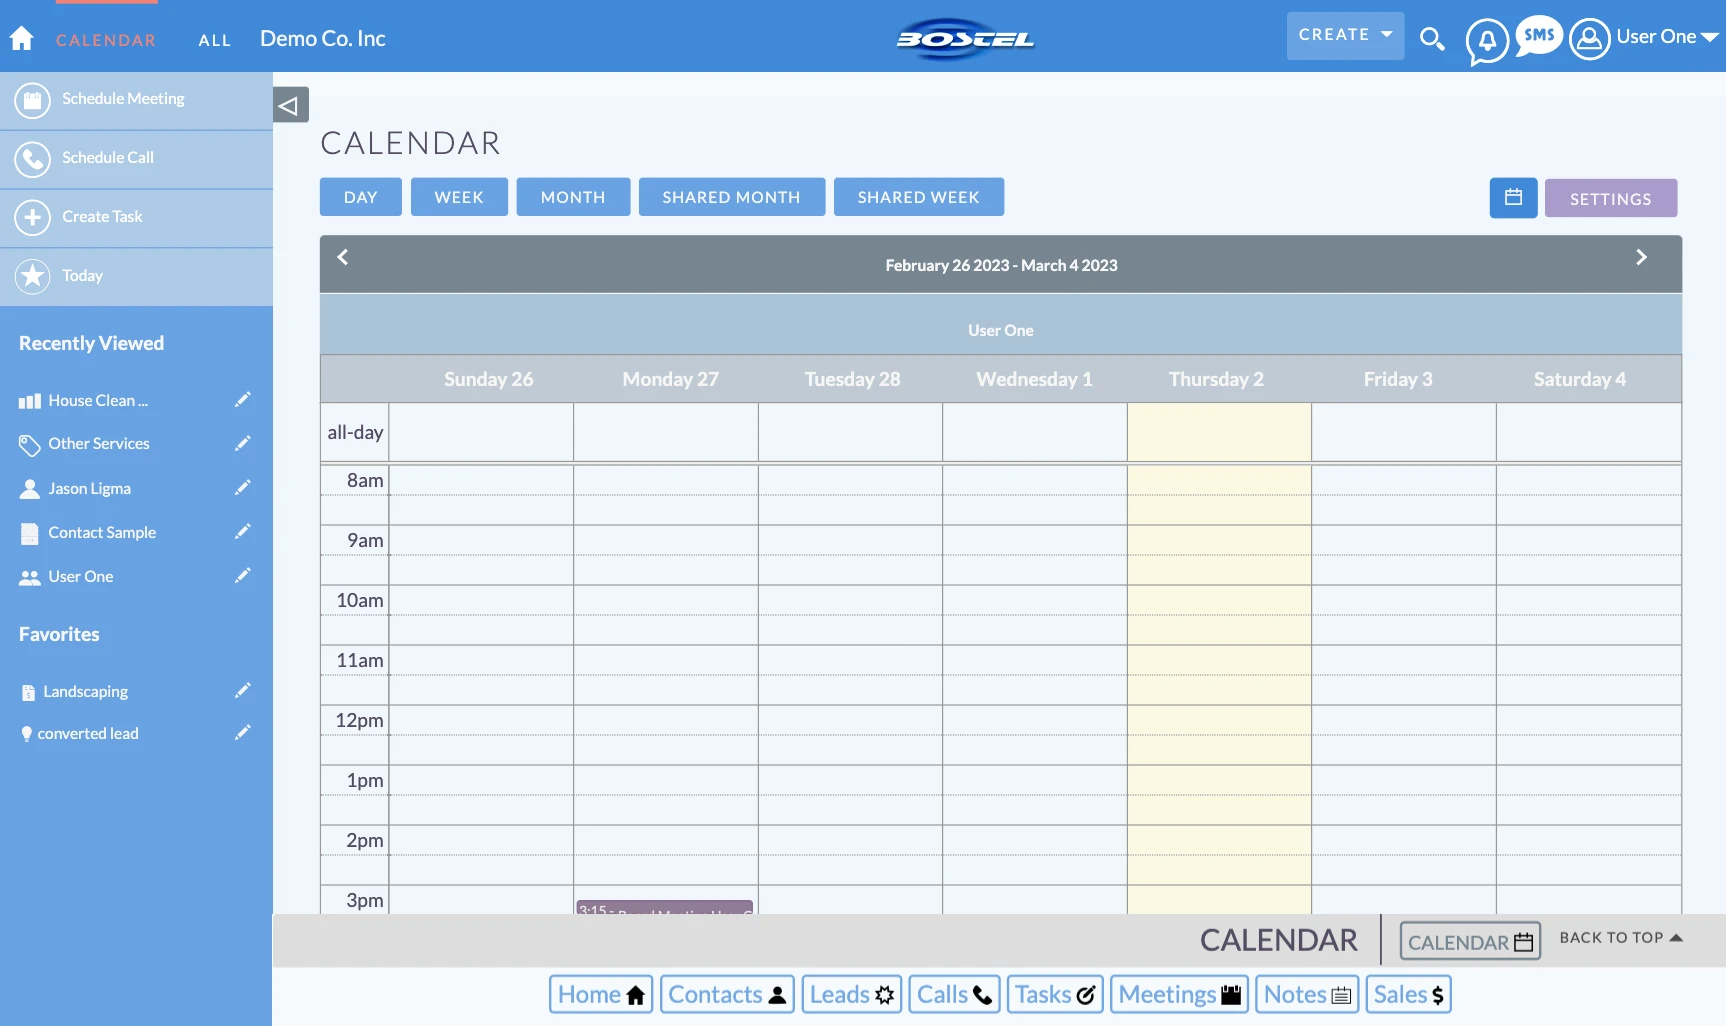 CALENDAR ALL Demo Co. Inc BOSTEL CREATE SMS User One
Schedule Meeting
Schedule Call
Create Task
Today
Recently Viewed
House Clean ...
Other Services
Jason Ligma
Contact Sample
User One
Favorites
Landscaping
converted lead
CALENDAR
DAY WEEK MONTH SHARED MONTH SHARED WEEK SETTINGS
February 26 2023 - March 4 2023
User One
Sunday 26 Monday 27 Tuesday 28 Wednesday 1 Thursday 2 Friday 3 Saturday 4
all-day
8am
9am
10am
11am
12pm
1pm
2pm
3pm
3:15 -
CALENDAR CALENDAR BACK TO TOP
Home Contacts Leads Calls Tasks Meetings Notes Sales